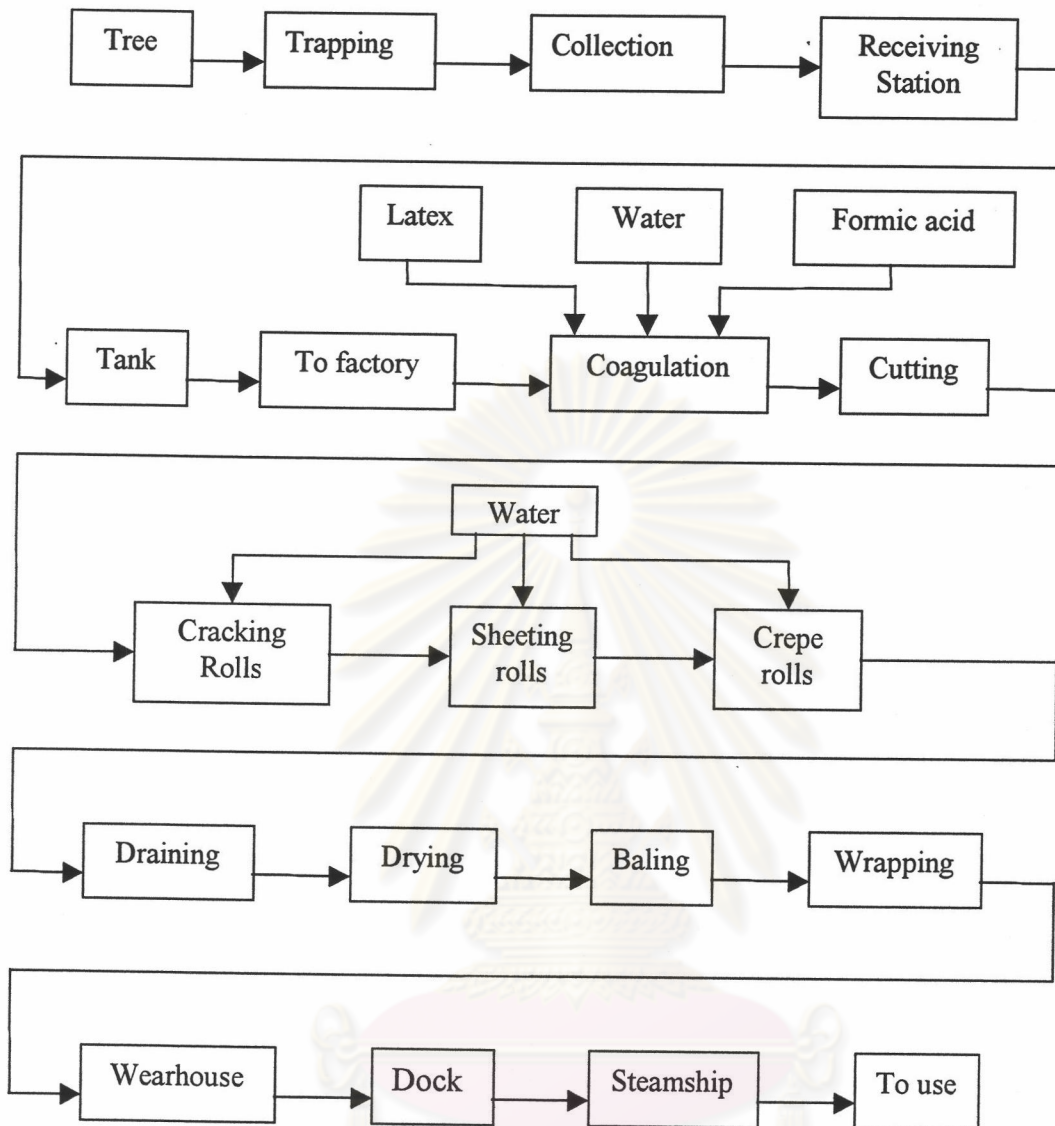 Tree
Trapping
Collection
Receiving
Station
Latex
Water
Formic acid
Tank
To factory
Coagulation
Cutting
Water
Cracking
Rolls
Sheeting
rolls
Crepe
rolls
Draining
Drying
Baling
Wrapping
Wearhouse
Dock
Steamship
To use